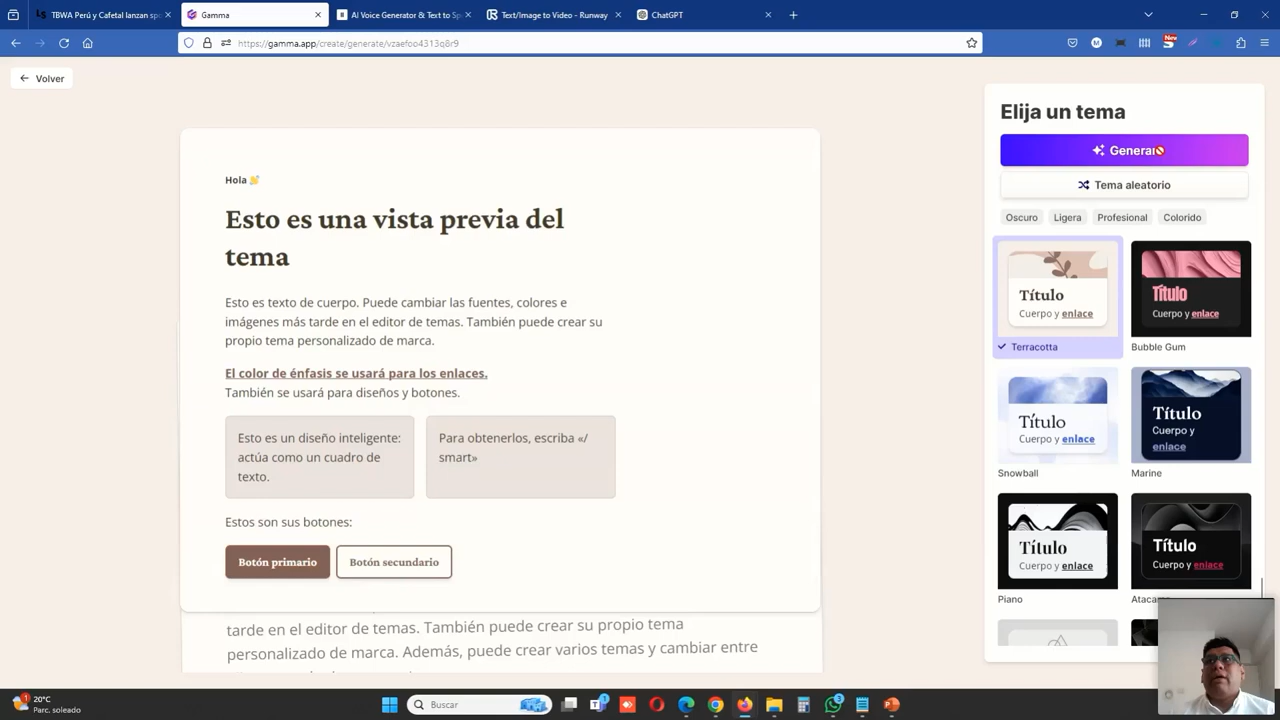 TBWA Perú y Cafetal lanzan spo
Gamma
AI Voice Generator & Text to Sp
Text/Image to Video - Runway
ChatGPT
https://gamma.app/create/generate/vzaefoo4313q8r9
New
Volver
Hola
Esto es una vista previa del
tema
Esto es texto de cuerpo. Puede cambiar las fuentes, colores e
imágenes más tarde en el editor de temas. También puede crear su
propio tema personalizado de marca.
El color de énfasis se usará para los enlaces.
También se usará para diseños y botones.
Esto es un diseño inteligente:
actúa como un cuadro de
texto.
Para obtenerlos, escriba «/
smart»
Estos son sus botones:
Botón primario
Botón secundario
tarde en el editor de temas. También puede crear su propio tema
personalizado de marca. Además, puede crear varios temas y cambiar entre
Elija un tema
Generar
Tema aleatorio
Oscuro
Ligera
Profesional
Colorido
Título
Cuerpo y enlace
Terracotta
Título
Cuerpo y enlace
Bubble Gum
Título
Cuerpo y enlace
Snowball
Título
Cuerpo y
enlace
Marine
Título
Cuerpo y enlace
Piano
Título
Cuerpo y enlace
Ataca
20°C
Parc. soleado
Buscar